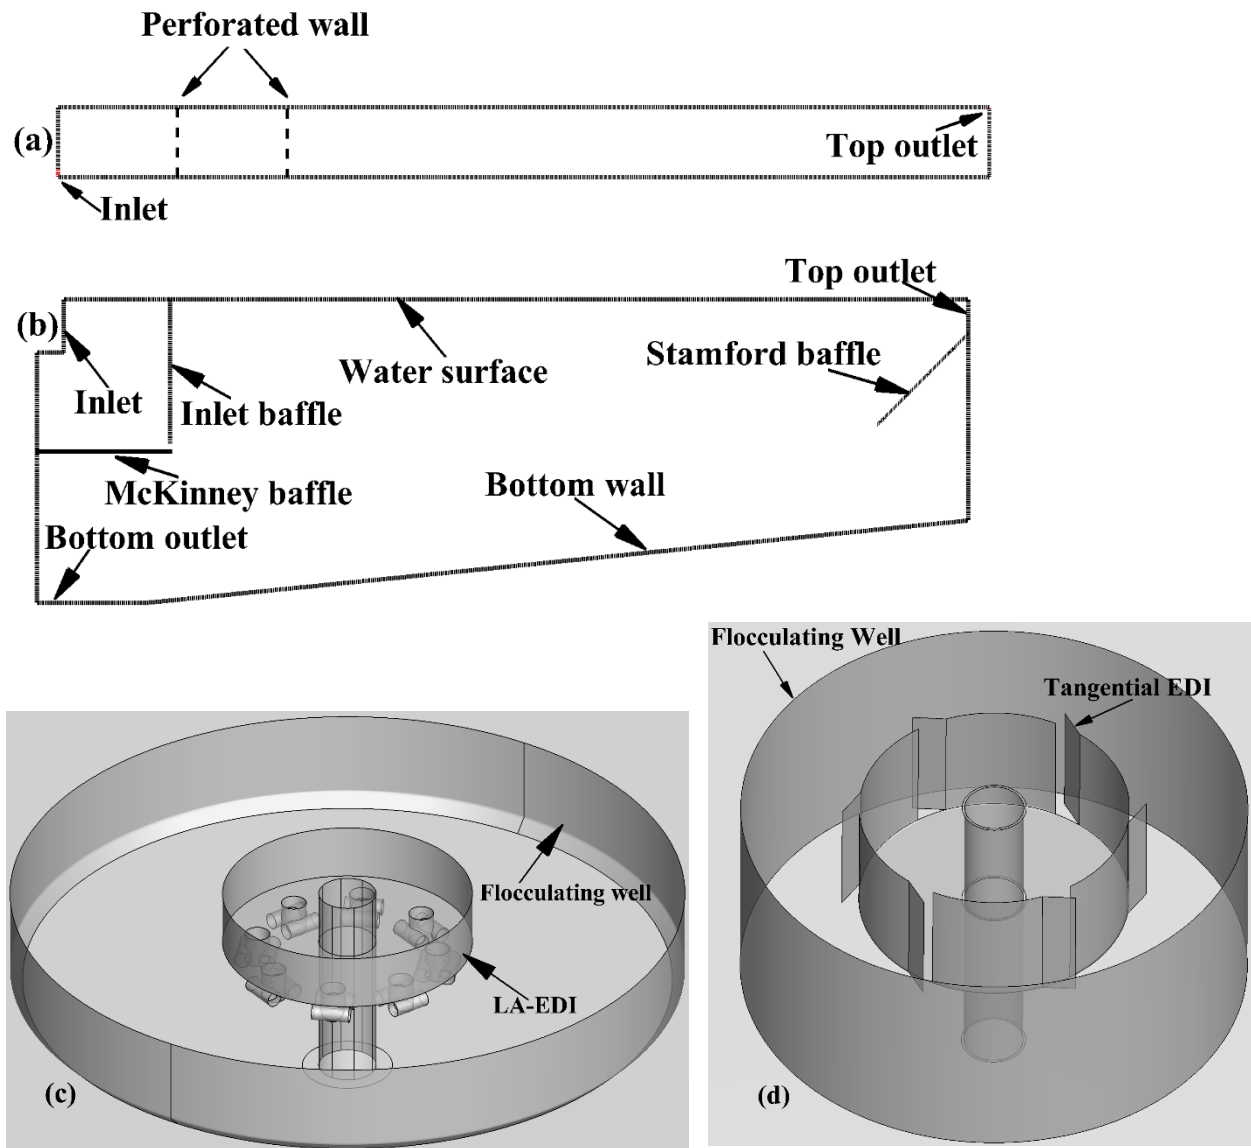 Perforated wall
(a)
Top outlet
Inlet
Top outlet
(b)
Stamford baffle
Water surface
Inlet
Inlet baffle
McKinney baffle
Bottom wall
Bottom outlet
Flocculating Well
Tangential EDI
Flocculating well
LA-EDI
(c)
(d)